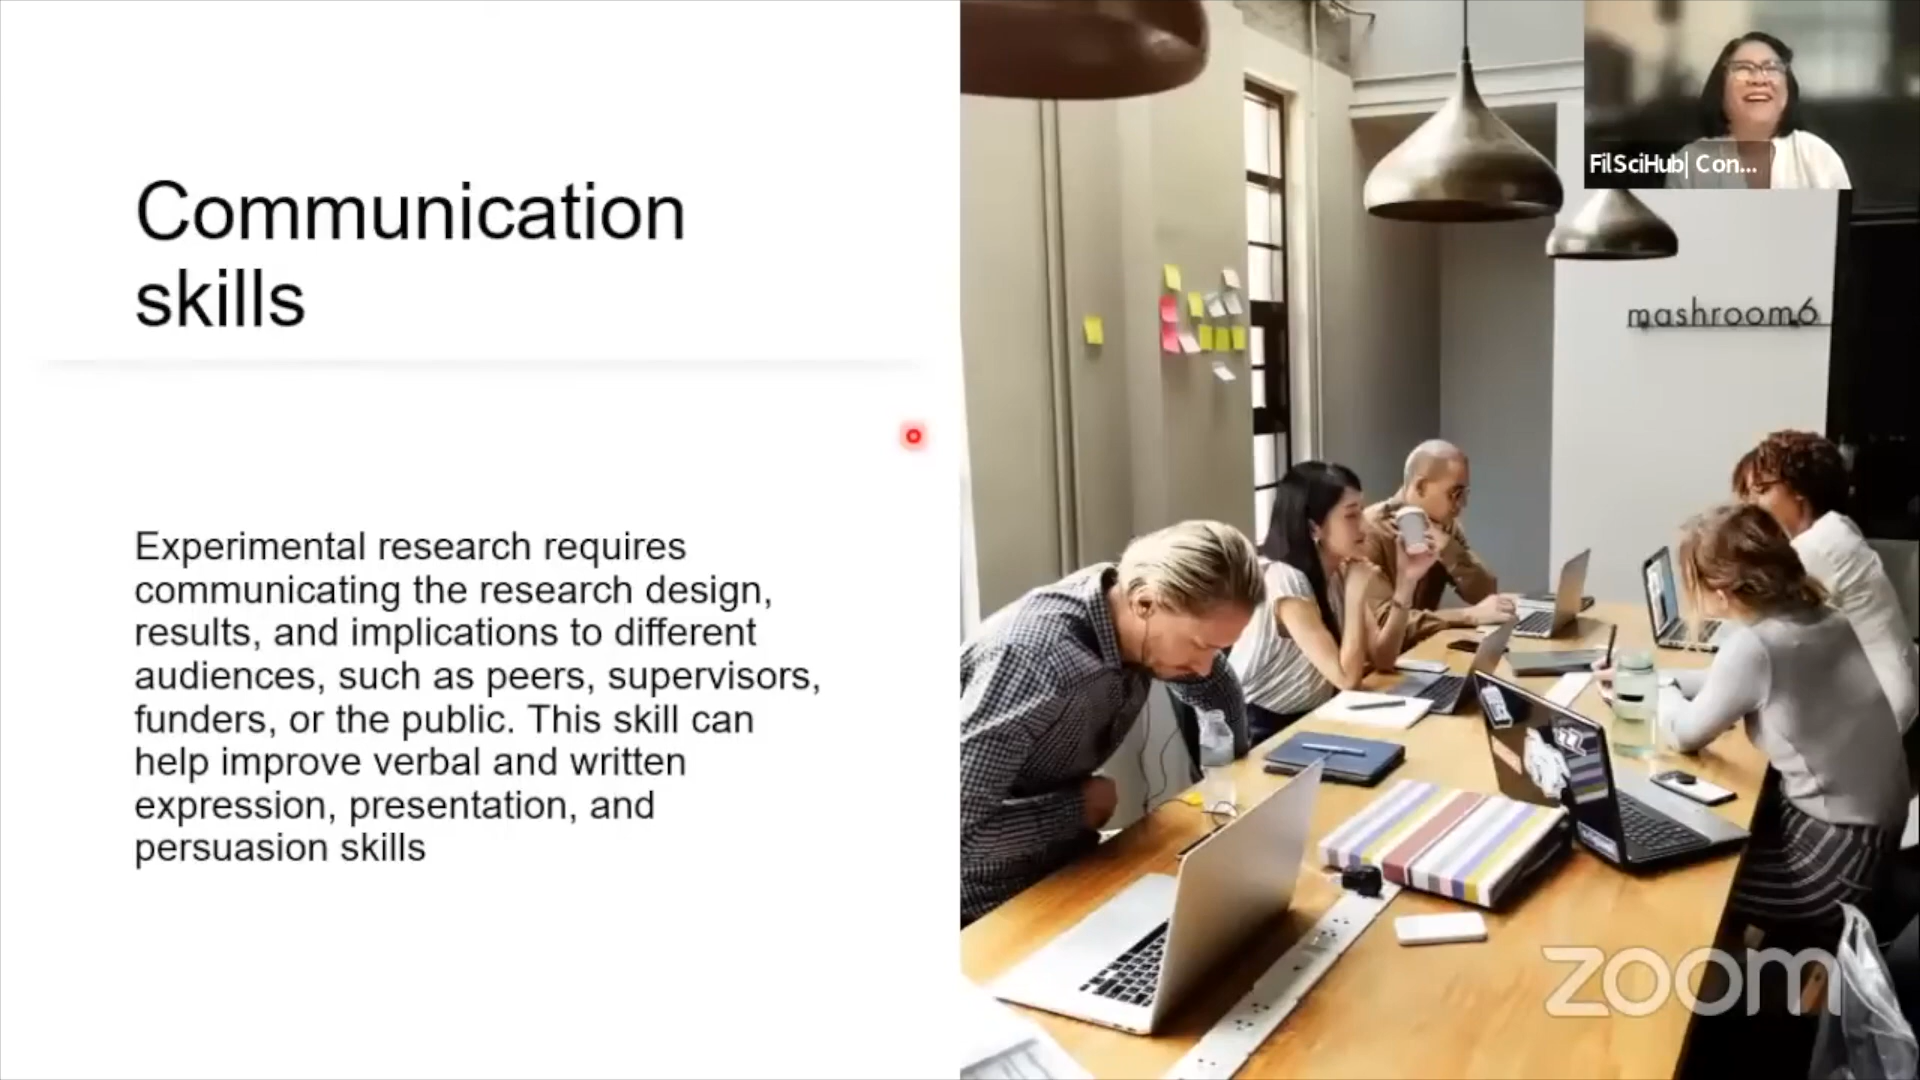 Communication
skills
Experimental research requires
communicating the research design,
results, and implications to different
audiences, such as peers, supervisors,
funders, or the public. This skill can
help improve verbal and written
expression, presentation, and
persuasion skills
FilSciHub| Con...
mashroom6
zoom